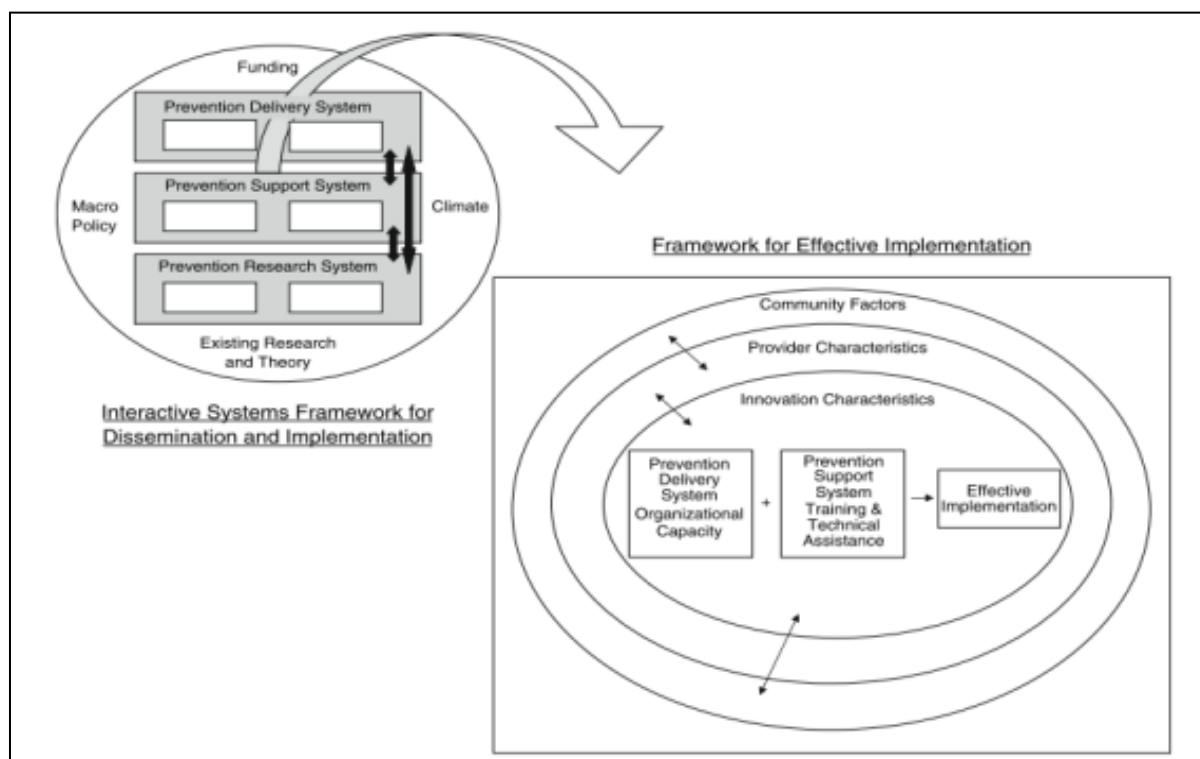 Funding
Prevention Delivery System
Prevention Support System
Macro
Policy
Climate
Prevention Research System
Existing Research
and Theory
Interactive Systems Framework for
Dissemination and Implementation
Framework for Effective Implementation
Community Factors
Provider Characteristics
Innovation Characteristics
Prevention
Delivery
System
Organizational
Capacity
+
Prevention
Support
System
Training &
Technical
Assistance
Effective
Implementation